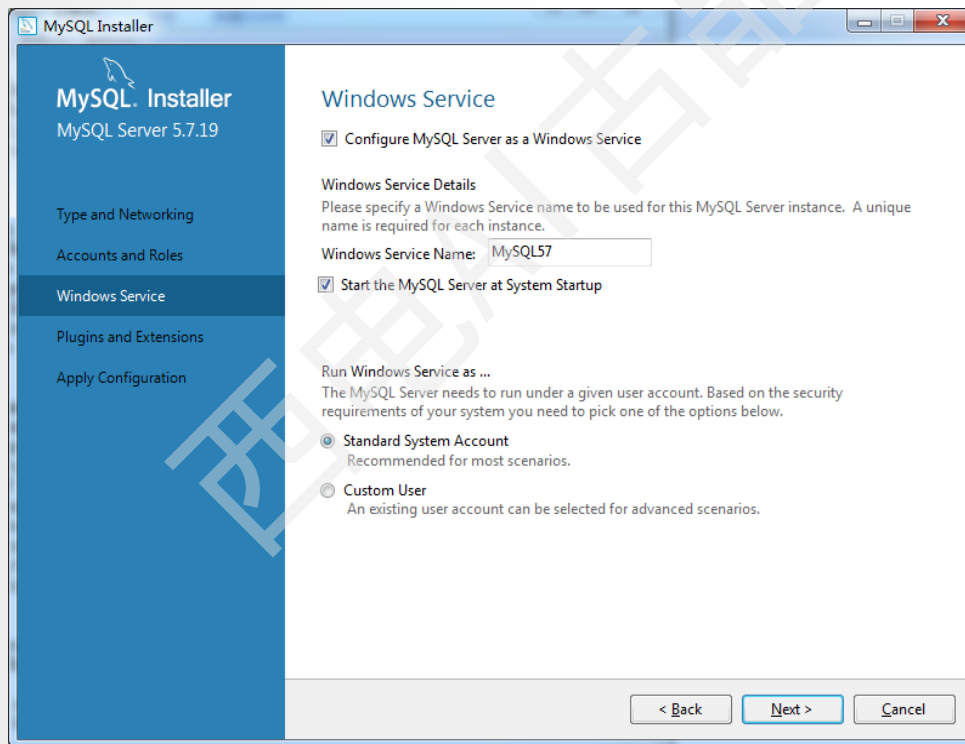 MySQL Installer
MySQL. Installer
MySQL Server 5.7.19
Type and Networking
Accounts and Roles
Windows Service
Plugins and Extensions
Apply Configuration
Windows Service
Configure MySQL Server as a Windows Service
Windows Service Details
Please specify a Windows Service name to be used for this MySQL Server instance. A unique
name is required for each instance.
Windows Service Name: MySQL57
Start the MySQL Server at System Startup
Run Windows Service as ...
The MySQL Server needs to run under a given user account. Based on the security
requirements of your system you need to pick one of the options below.
Standard System Account
Recommended for most scenarios.
Custom User
An existing user account can be selected for advanced scenarios.
< Back
Next >
Cancel
西电AI古